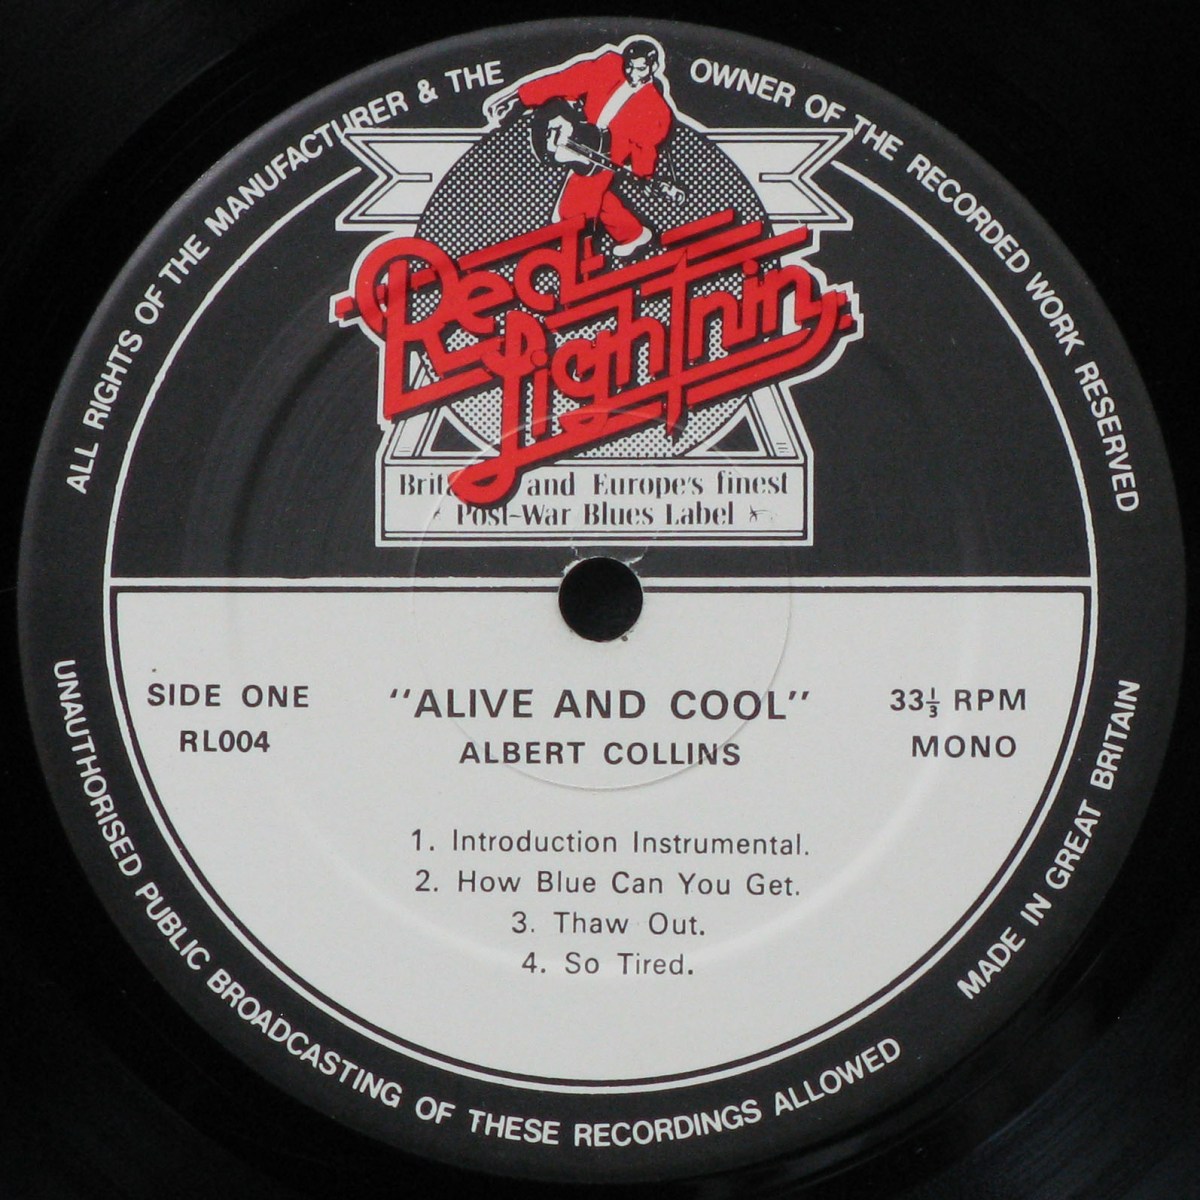 ALL RIGHTS OF THE MANUFACTURER & THE OWNER OF THE RECORDED WORK RESERVED
Red Lightnin
and Europe's finest
Post-War Blues Label
SIDE ONE
RL004
"ALIVE AND COOL"
ALBERT COLLINS
33⅓ RPM
MONO
1. Introduction Instrumental.
2. How Blue Can You Get.
3. Thaw Out.
4. So Tired.
UNAUTHORISED PUBLIC BROADCASTING OF THESE RECORDINGS ALLOWED
MADE IN GREAT BRITAIN